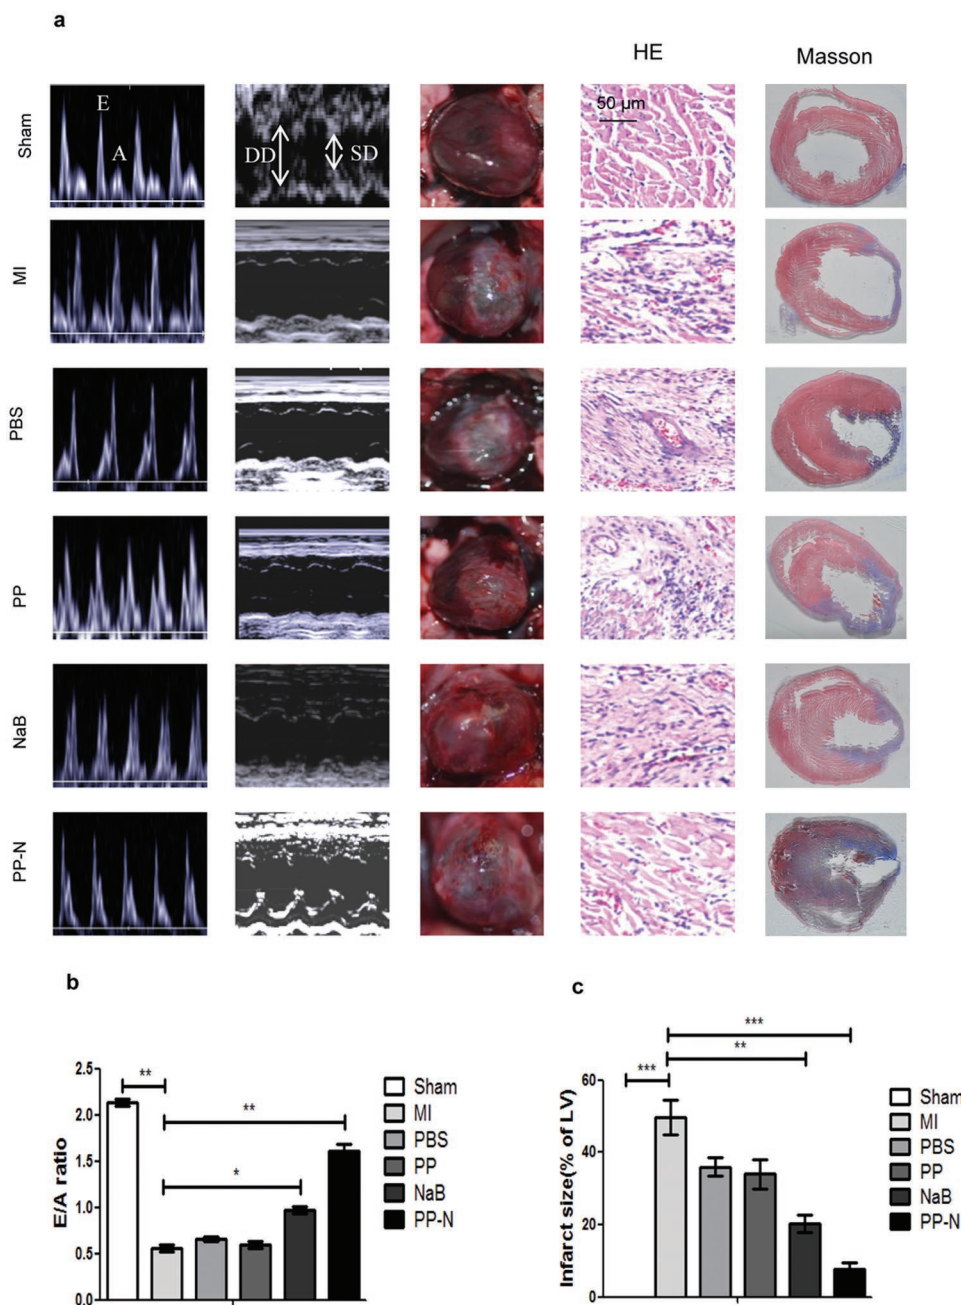 a
HE
Masson
Sham
E
A
DD
SD
50 µm
MI
PBS
PP
NaB
PP-N
b
E/A ratio
2.5
2.0
1.5
1.0
0.5
0.0
**
**
*
Sham
MI
PBS
PP
NaB
PP-N
c
Infarct size(% of LV)
60
40
20
0
***
**
***
Sham
MI
PBS
PP
NaB
PP-N